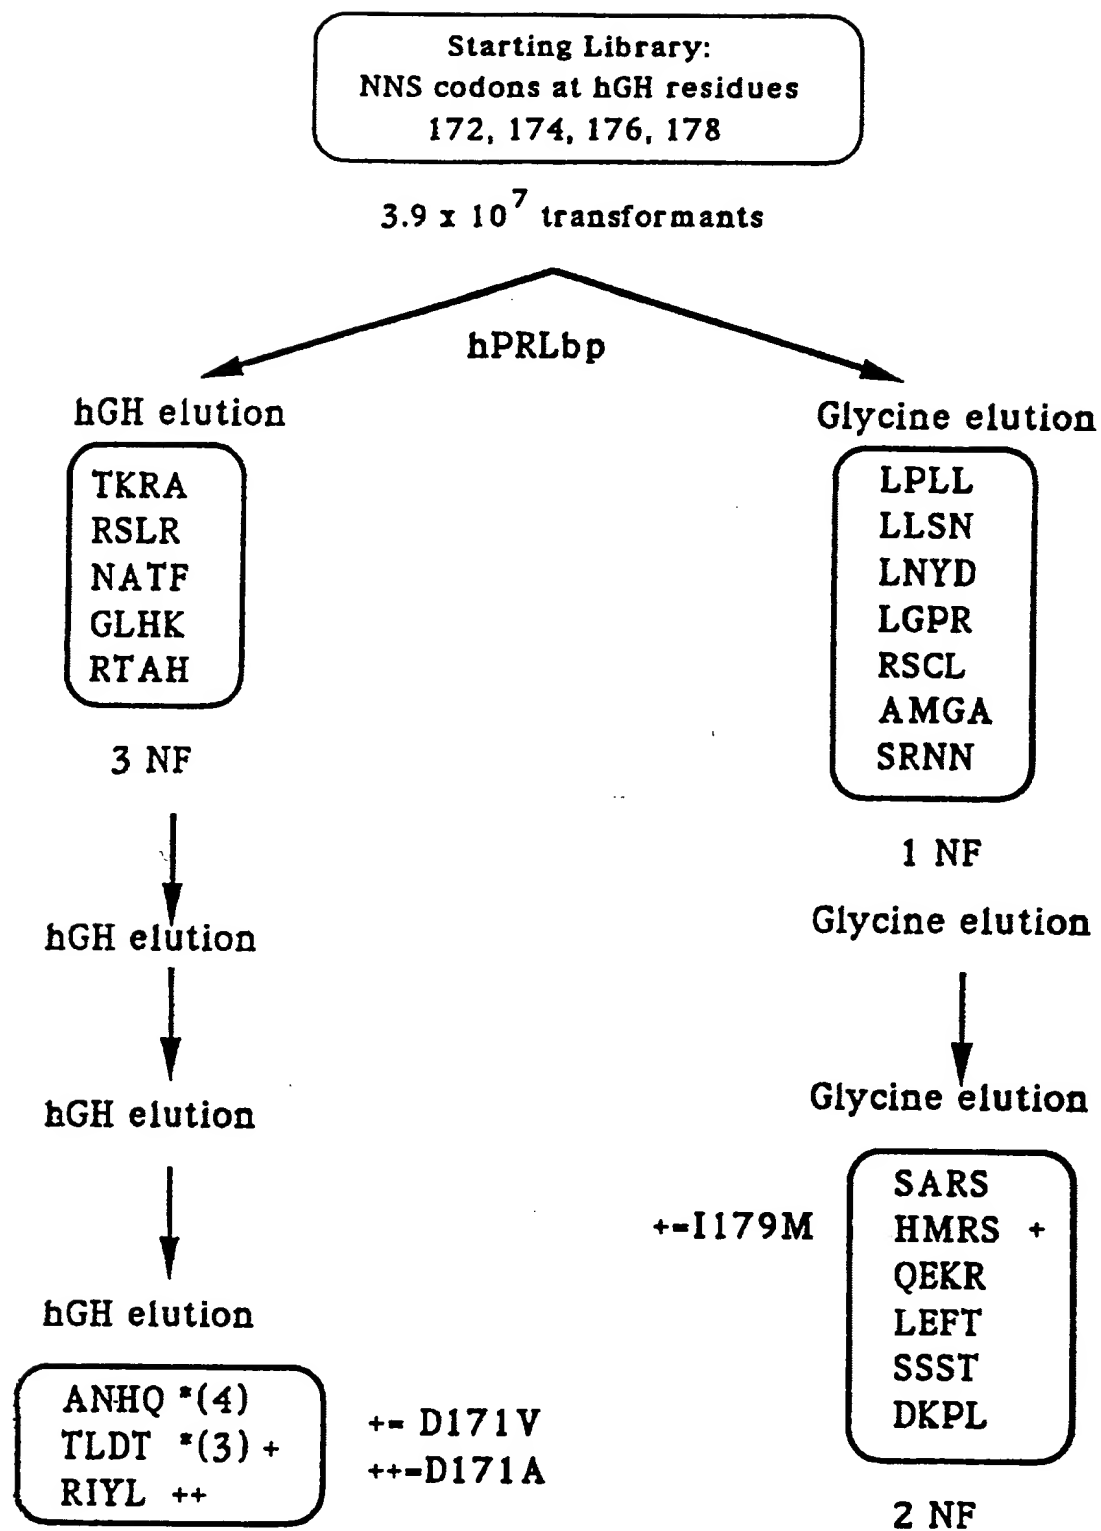 Starting Library:
NNS codons at hGH residues
172, 174, 176, 178
3.9 x 10^7 transformants
hPRLbp
hGH elution
TKRA
RSLR
NATF
GLHK
RTAH
3 NF
hGH elution
hGH elution
hGH elution
ANHQ *(4)
TLDT *(3) +
RIYL ++
+= D171V
++=D171A
Glycine elution
LPLL
LLSN
LNYD
LGPR
RSCL
AMGA
SRNN
1 NF
Glycine elution
Glycine elution
+=I179M
SARS
HMRS +
QEKR
LEFT
SSST
DKPL
2 NF